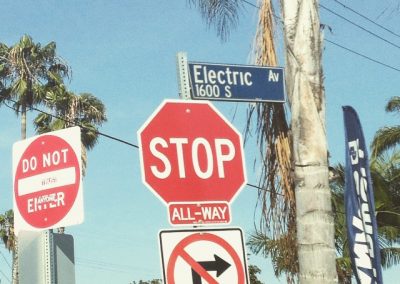 Electric Av
1600 S
STOP
ALL-WAY
DO NOT
ENTER